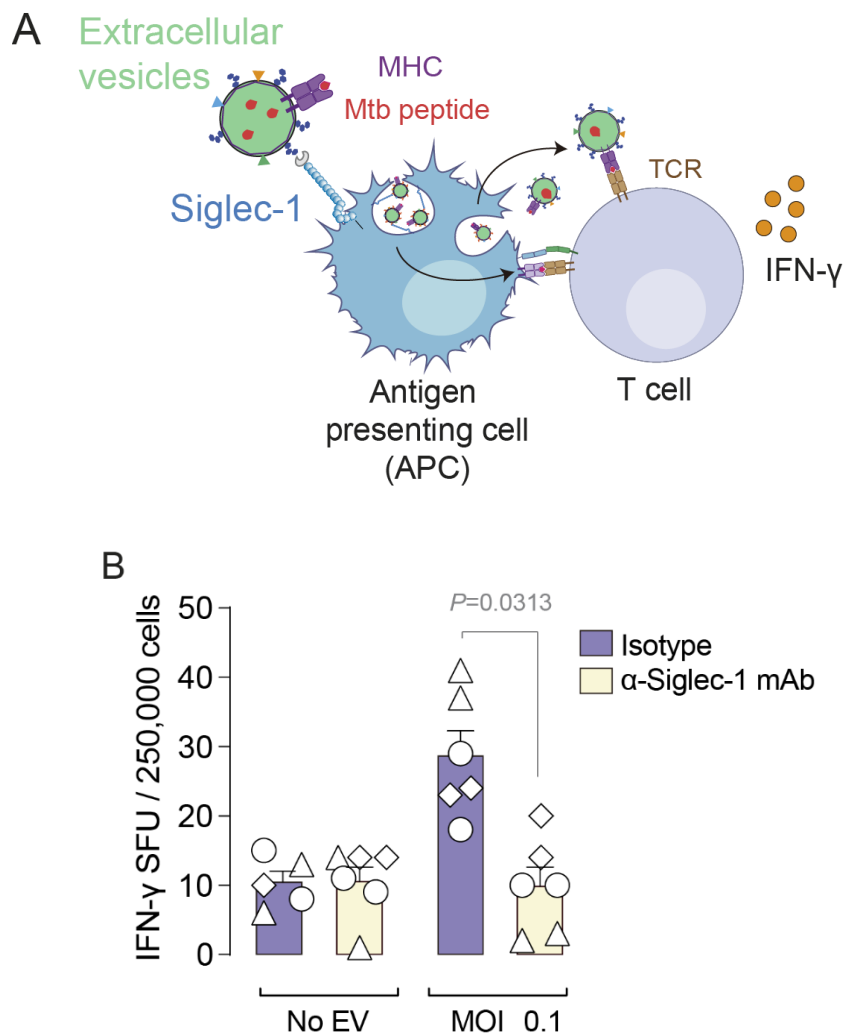 A
Extracellular
vesicles
MHC
Mtb peptide
Siglec-1
TCR
IFN-γ
Antigen
presenting cell
(APC)
T cell
B
IFN-γ SFU / 250,000 cells
50
40
30
20
10
0
P=0.0313
Isotype
α-Siglec-1 mAb
No EV
MOI 0.1